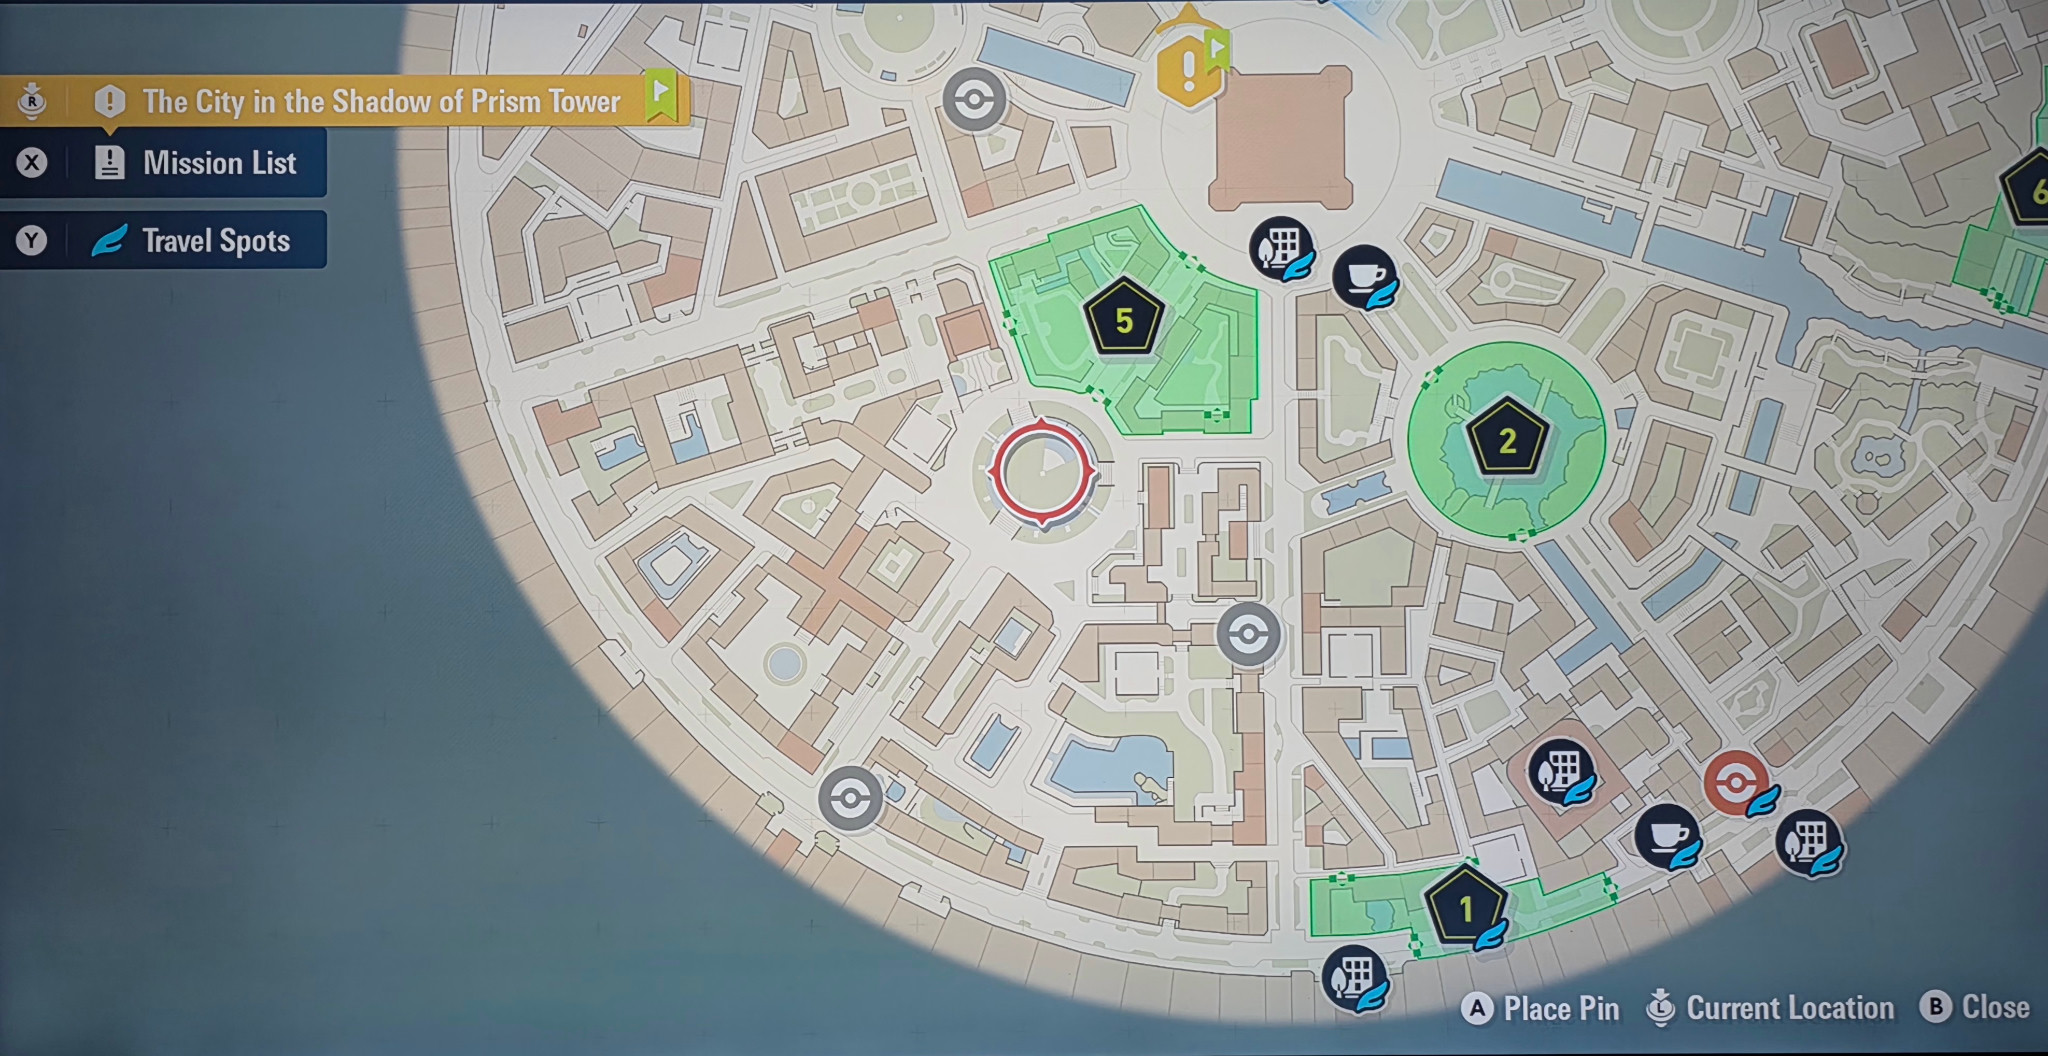 R The City in the Shadow of Prism Tower
X Mission List
Y Travel Spots
5
6
2
1
A Place Pin L Current Location B Close